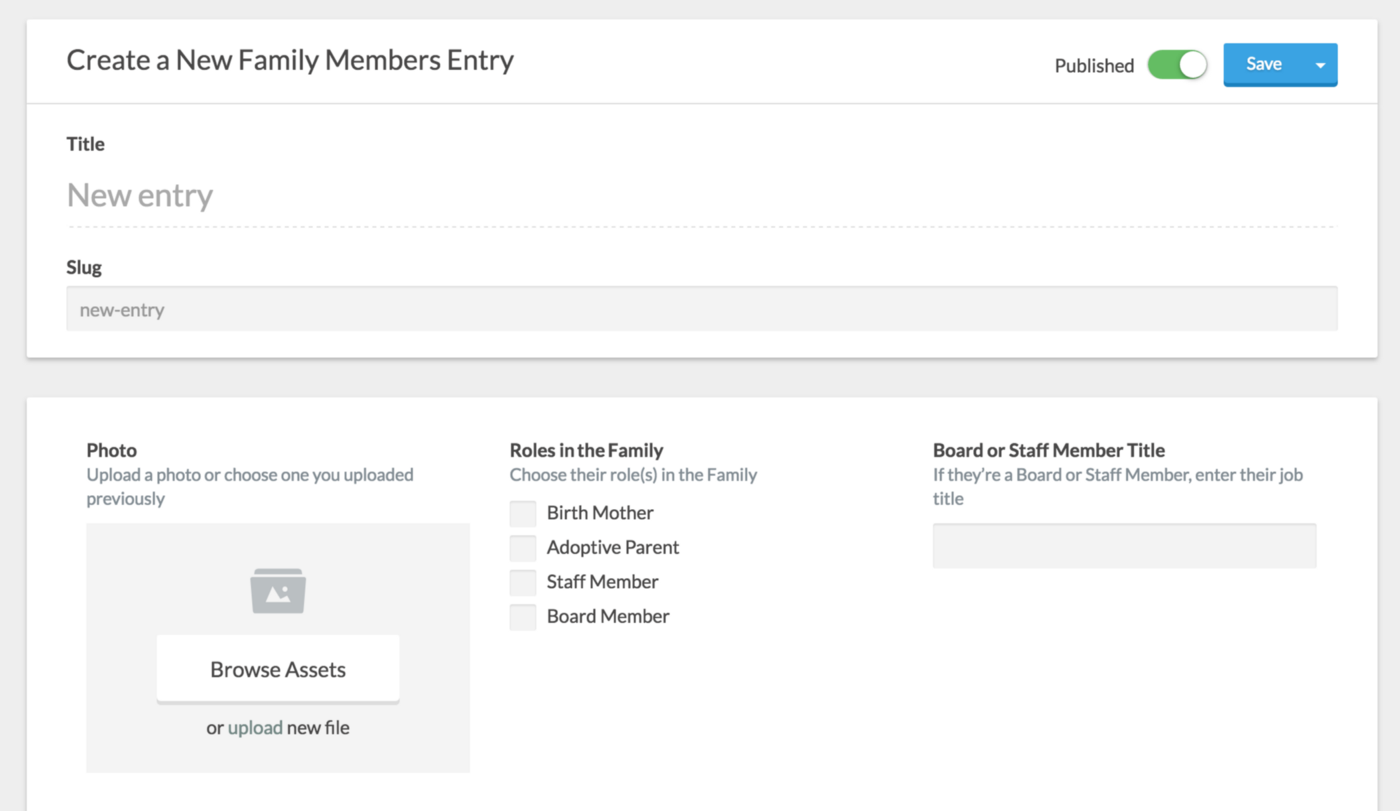 Create a New Family Members Entry
Published
Save
Title
New entry
Slug
new-entry
Photo
Upload a photo or choose one you uploaded
previously
Browse Assets
or upload new file
Roles in the Family
Choose their role(s) in the Family
Birth Mother
Adoptive Parent
Staff Member
Board Member
Board or Staff Member Title
If they’re a Board or Staff Member, enter their job
title